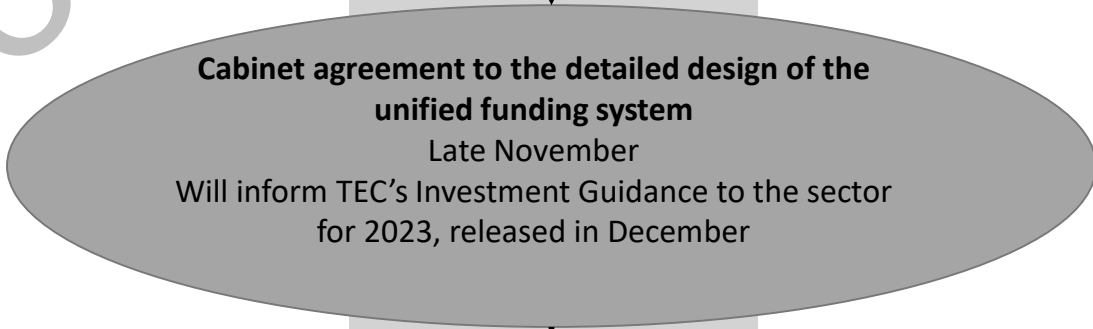 Cabinet agreement to the detailed design of the
unified funding system
Late November
Will inform TEC’s Investment Guidance to the sector
for 2023, released in December